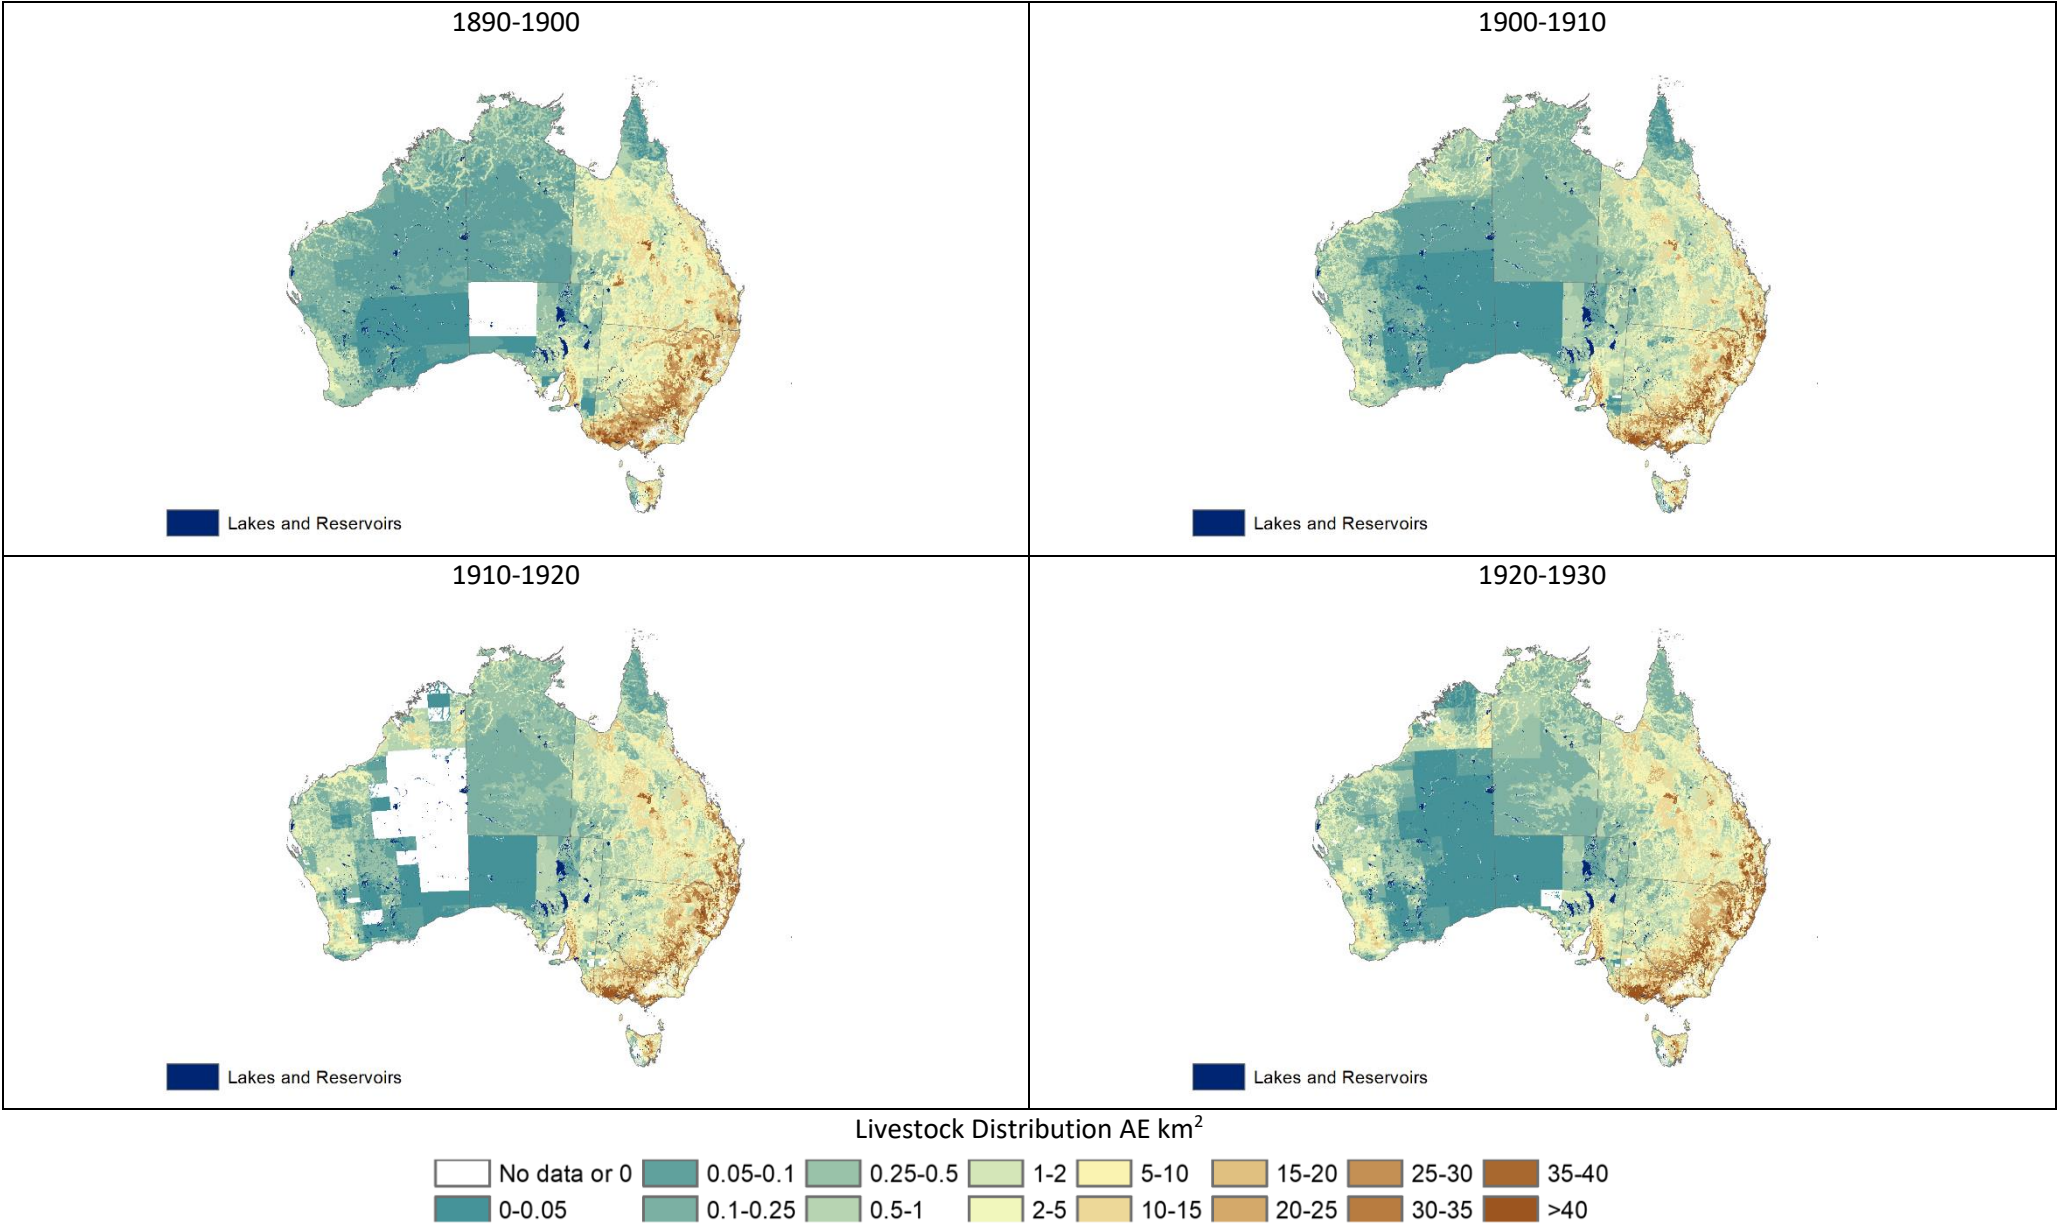 1890-1900
1900-1910
Lakes and Reservoirs
Lakes and Reservoirs
1910-1920
1920-1930
Lakes and Reservoirs
Lakes and Reservoirs
Livestock Distribution AE km²
No data or 0 0.05-0.1 0.25-0.5 1-2 5-10 15-20 25-30 35-40
0-0.05 0.1-0.25 0.5-1 2-5 10-15 20-25 30-35 >40